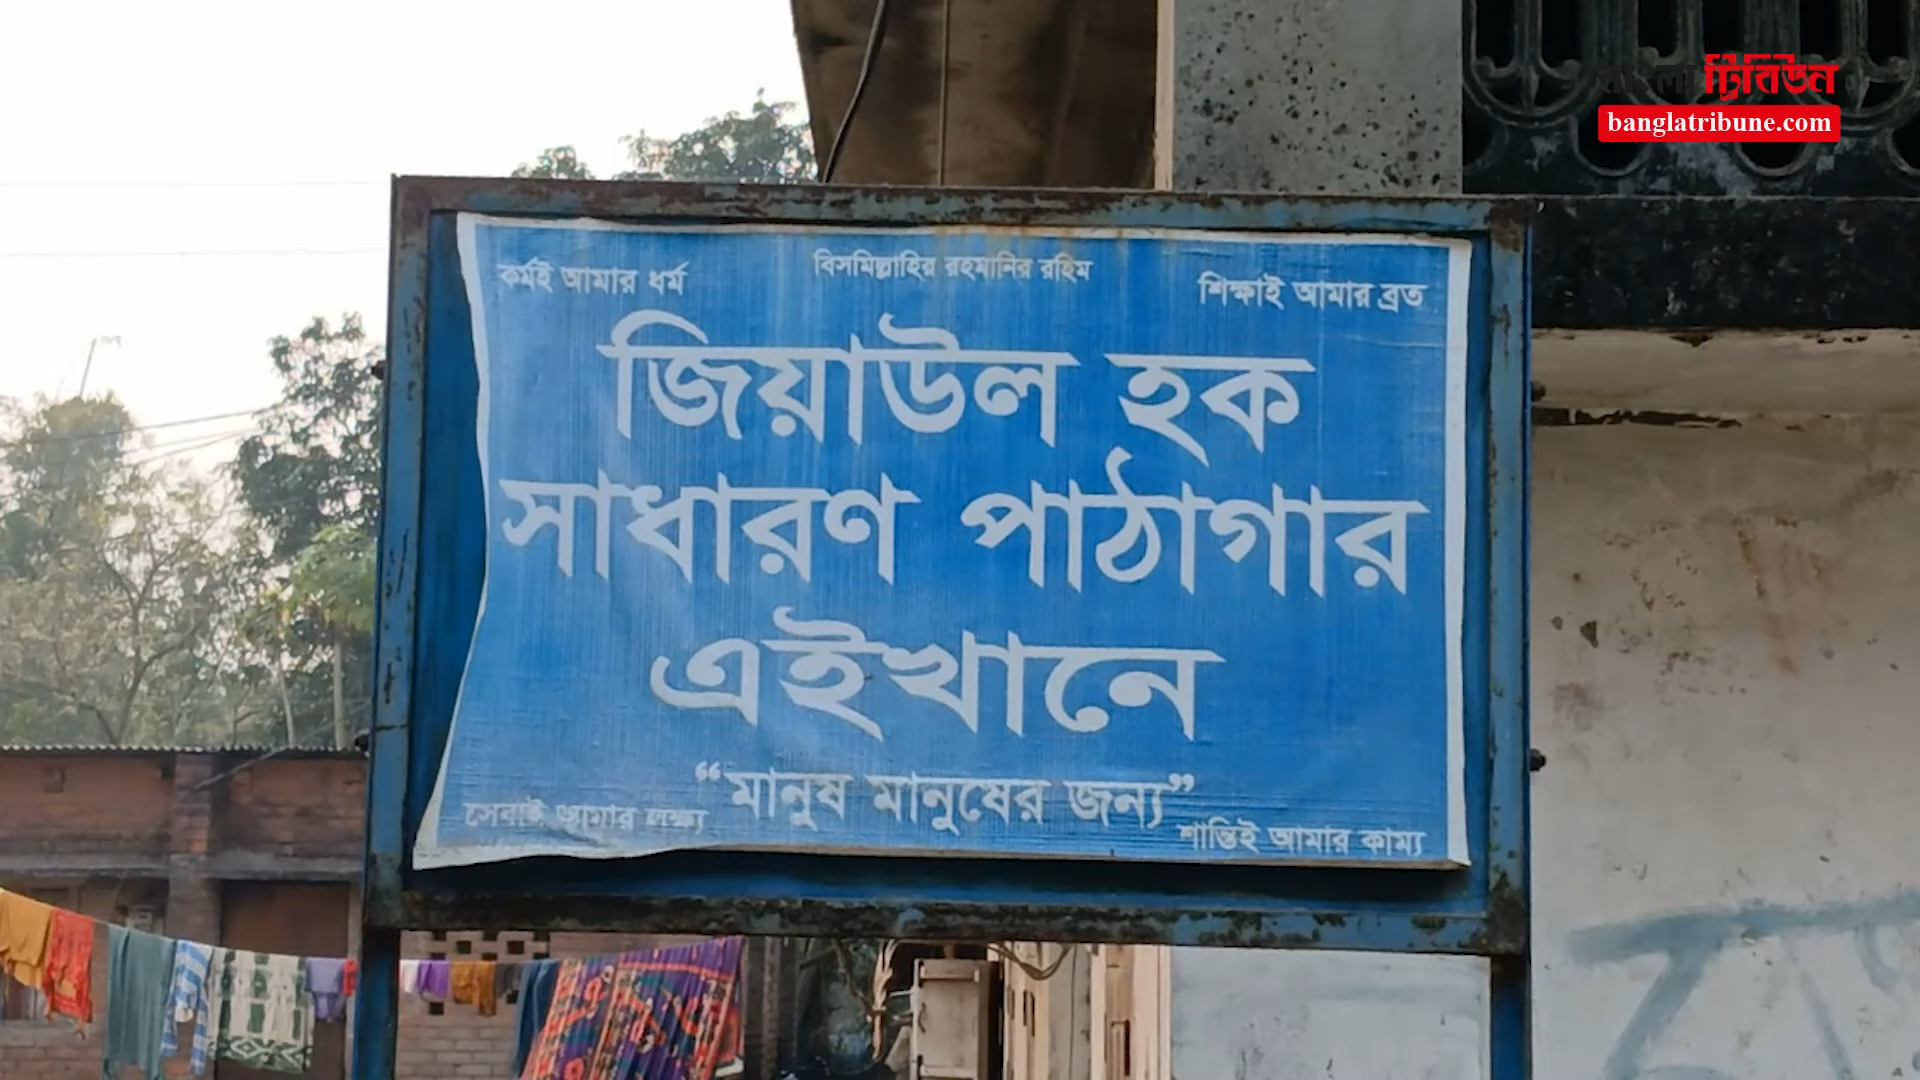 বাংলা ট্রিবিউন
banglatribune.com
বিসমিল্লাহির রহমানির রহিম
কর্মই আমার ধর্ম
শিক্ষাই আমার ব্রত
জিয়াউল হক
সাধারণ পাঠাগার
এইখানে
“মানুষ মানুষের জন্য”
সেবাই আমার লক্ষ্য
শান্তিই আমার কাম্য